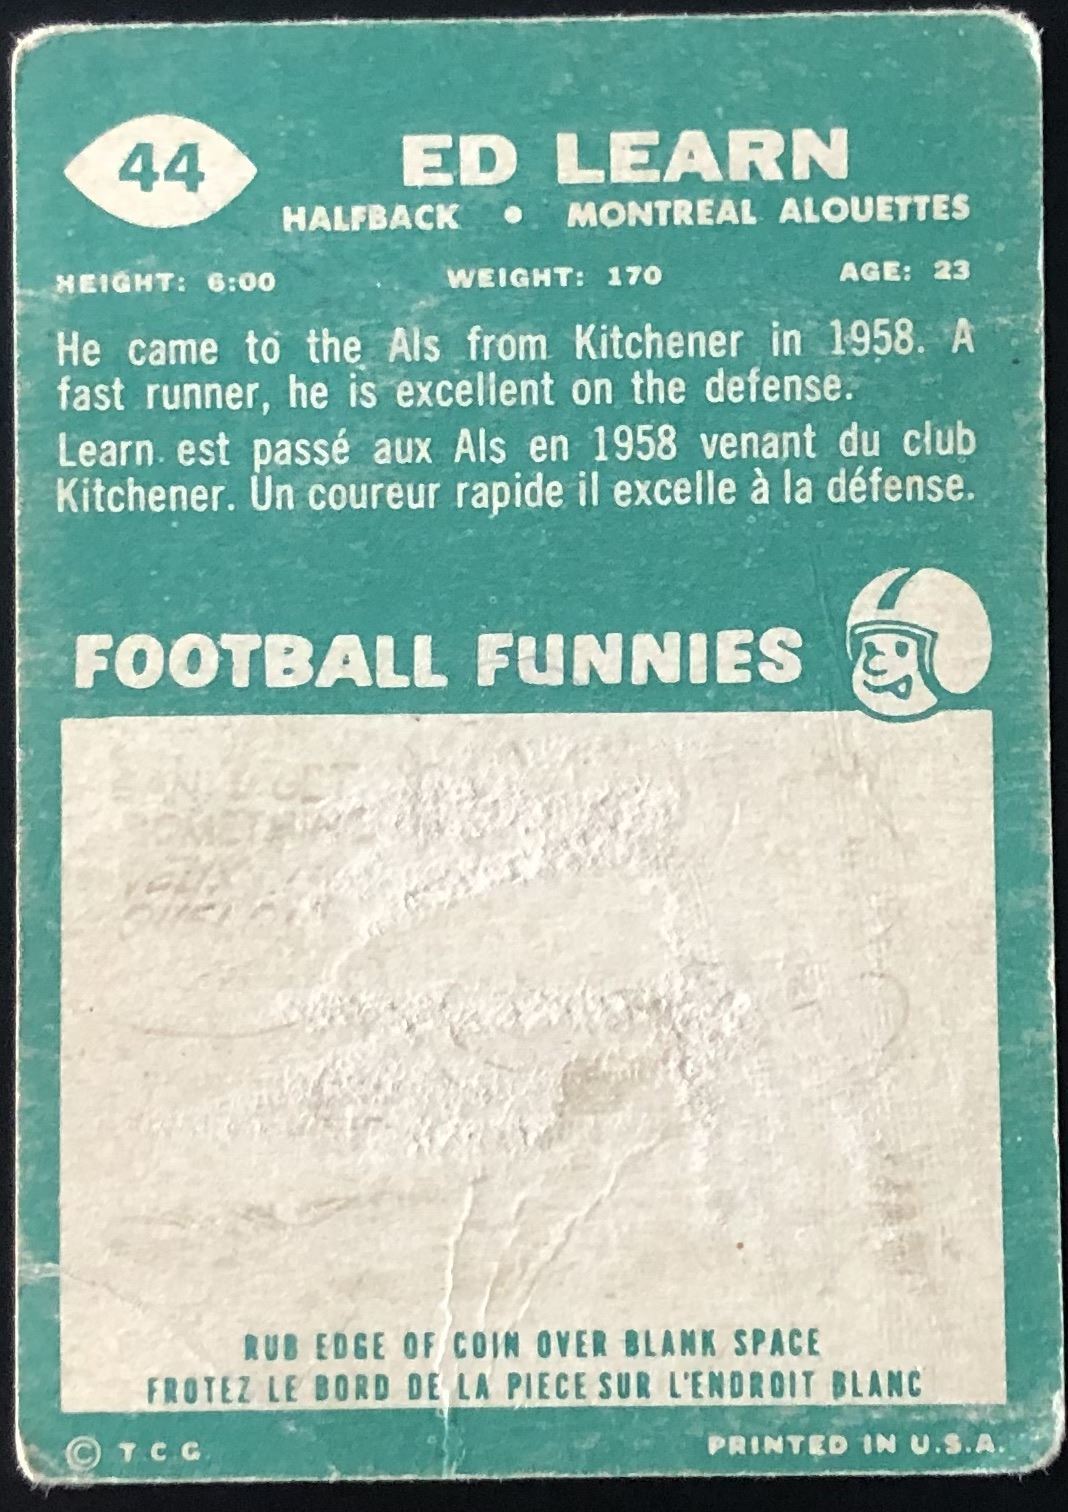 44
ED LEARN
HALFBACK • MONTREAL ALOUETTES
HEIGHT: 6:00 WEIGHT: 170 AGE: 23
He came to the Als from Kitchener in 1958. A
fast runner, he is excellent on the defense.
Learn est passé aux Als en 1958 venant du club
Kitchener. Un coureur rapide il excelle à la défense.
FOOTBALL FUNNIES
RUB EDGE OF COIN OVER BLANK SPACE
FROTEZ LE BORD DE LA PIECE SUR L'ENDROIT BLANC
© T C G PRINTED IN U.S.A.